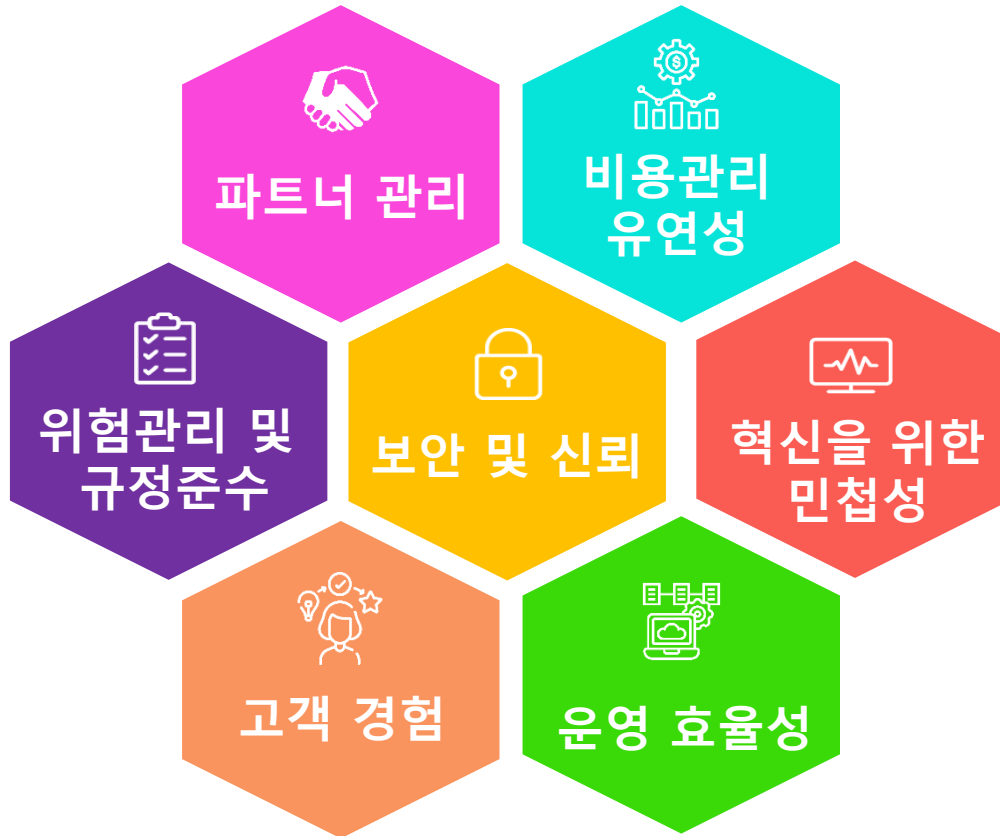 파트너 관리
비용관리
유연성
위험관리 및
규정준수
보안 및 신뢰
혁신을 위한
민첩성
고객 경험
운영 효율성